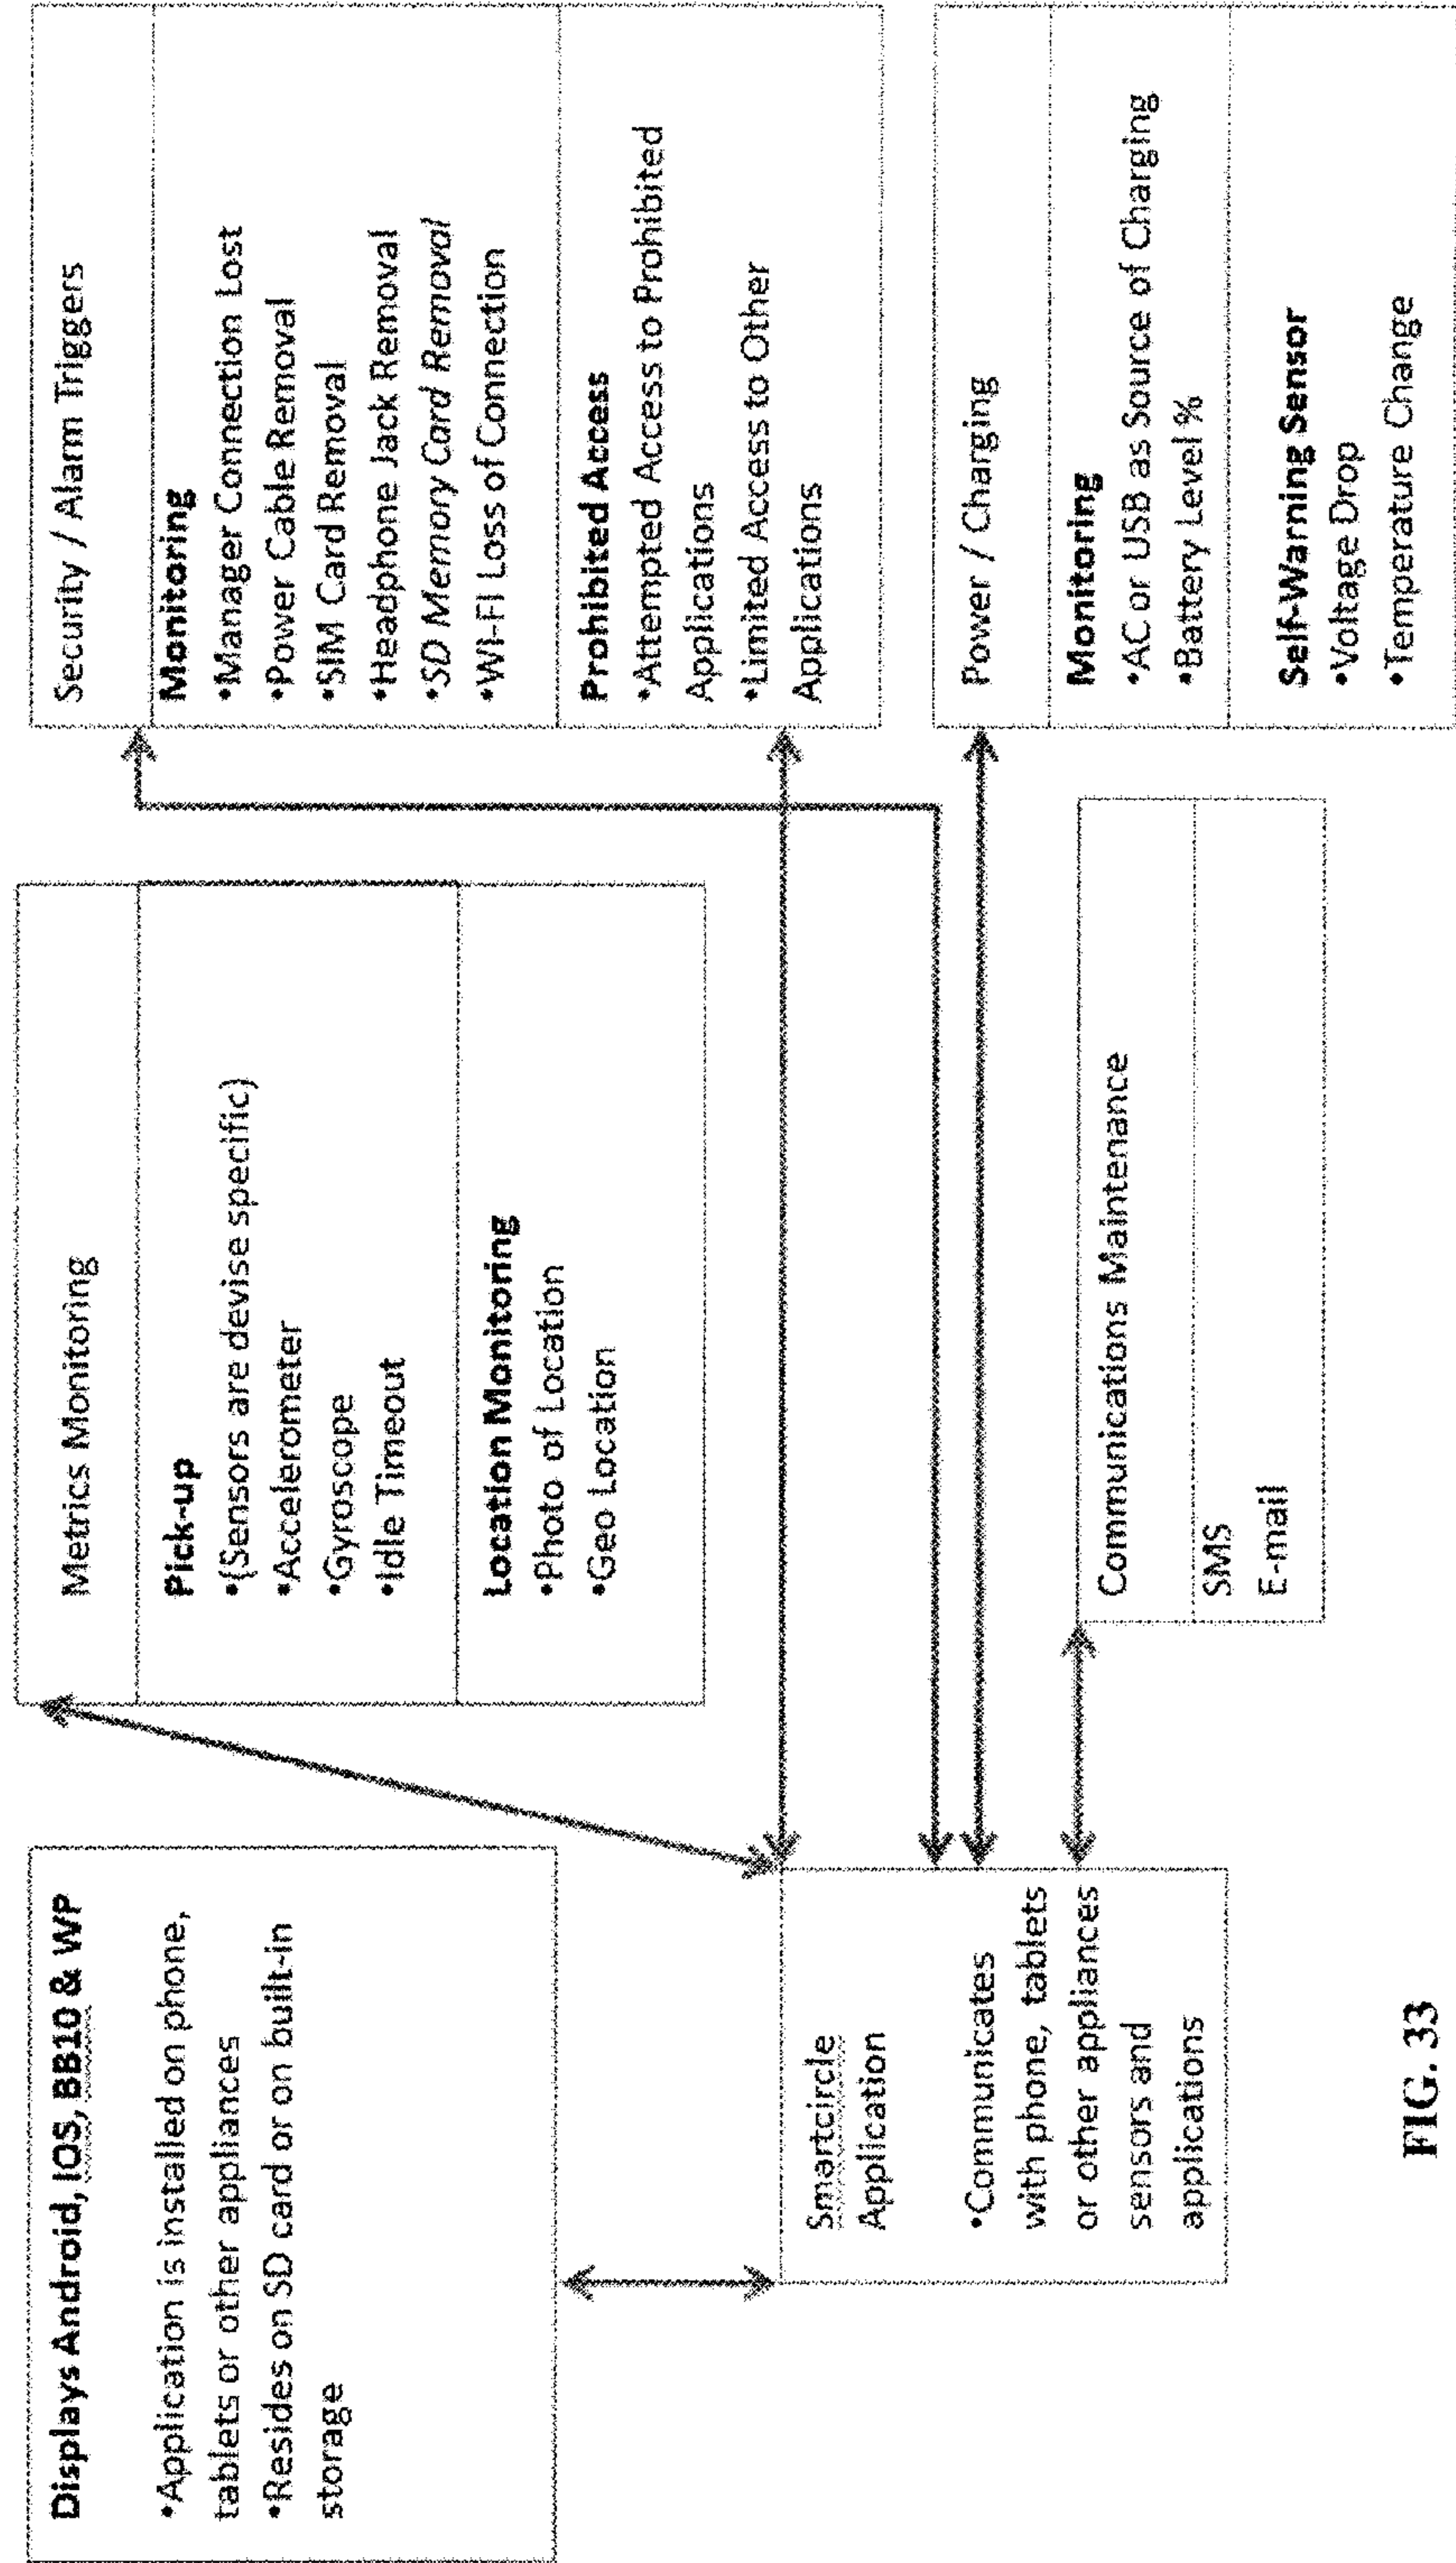 Displays Android, IOS, BB10 & WP
•Application is installed on phone,
tablets or other appliances
•Resides on SD card or on built-in
storage
Smartcircle
Application
•Communicates
with phone, tablets
or other appliances
sensors and
applications
Metrics Monitoring
Pick-up
•(Sensors are devise specific)
•Accelerometer
•Gyroscope
•Idle Timeout
Location Monitoring
•Photo of Location
•Geo Location
Communications Maintenance
SMS
E-mail
Security / Alarm Triggers
Monitoring
•Manager Connection Lost
•Power Cable Removal
•SIM Card Removal
•Headphone Jack Removal
•SD Memory Card Removal
•WI-FI Loss of Connection
Prohibited Access
•Attempted Access to Prohibited
Applications
•Limited Access to Other
Applications
Power / Charging
Monitoring
•AC or USB as Source of Charging
•Battery Level %
Self-Warning Sensor
•Voltage Drop
•Temperature Change
FIG. 33